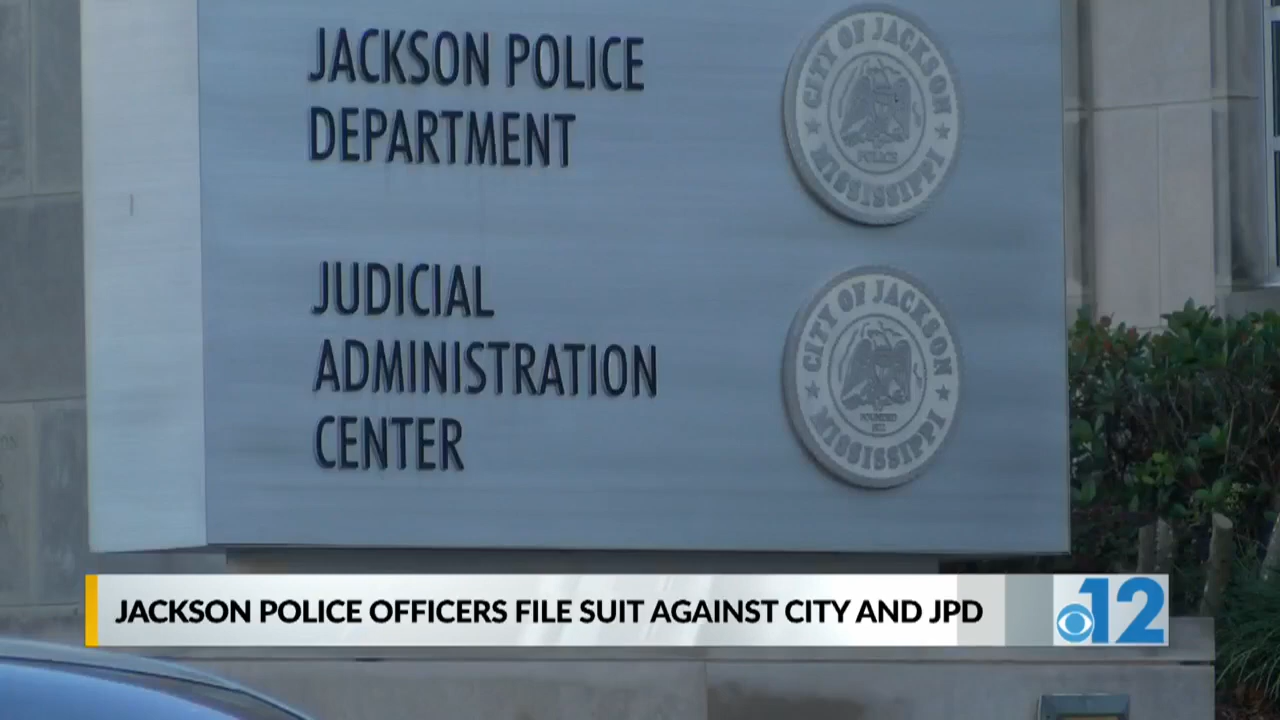 JACKSON POLICE
DEPARTMENT
CITY OF JACKSON
MISSISSIPPI
POLICE
JUDICIAL
ADMINISTRATION
CENTER
CITY OF JACKSON
MISSISSIPPI
JACKSON POLICE OFFICERS FILE SUIT AGAINST CITY AND JPD
12